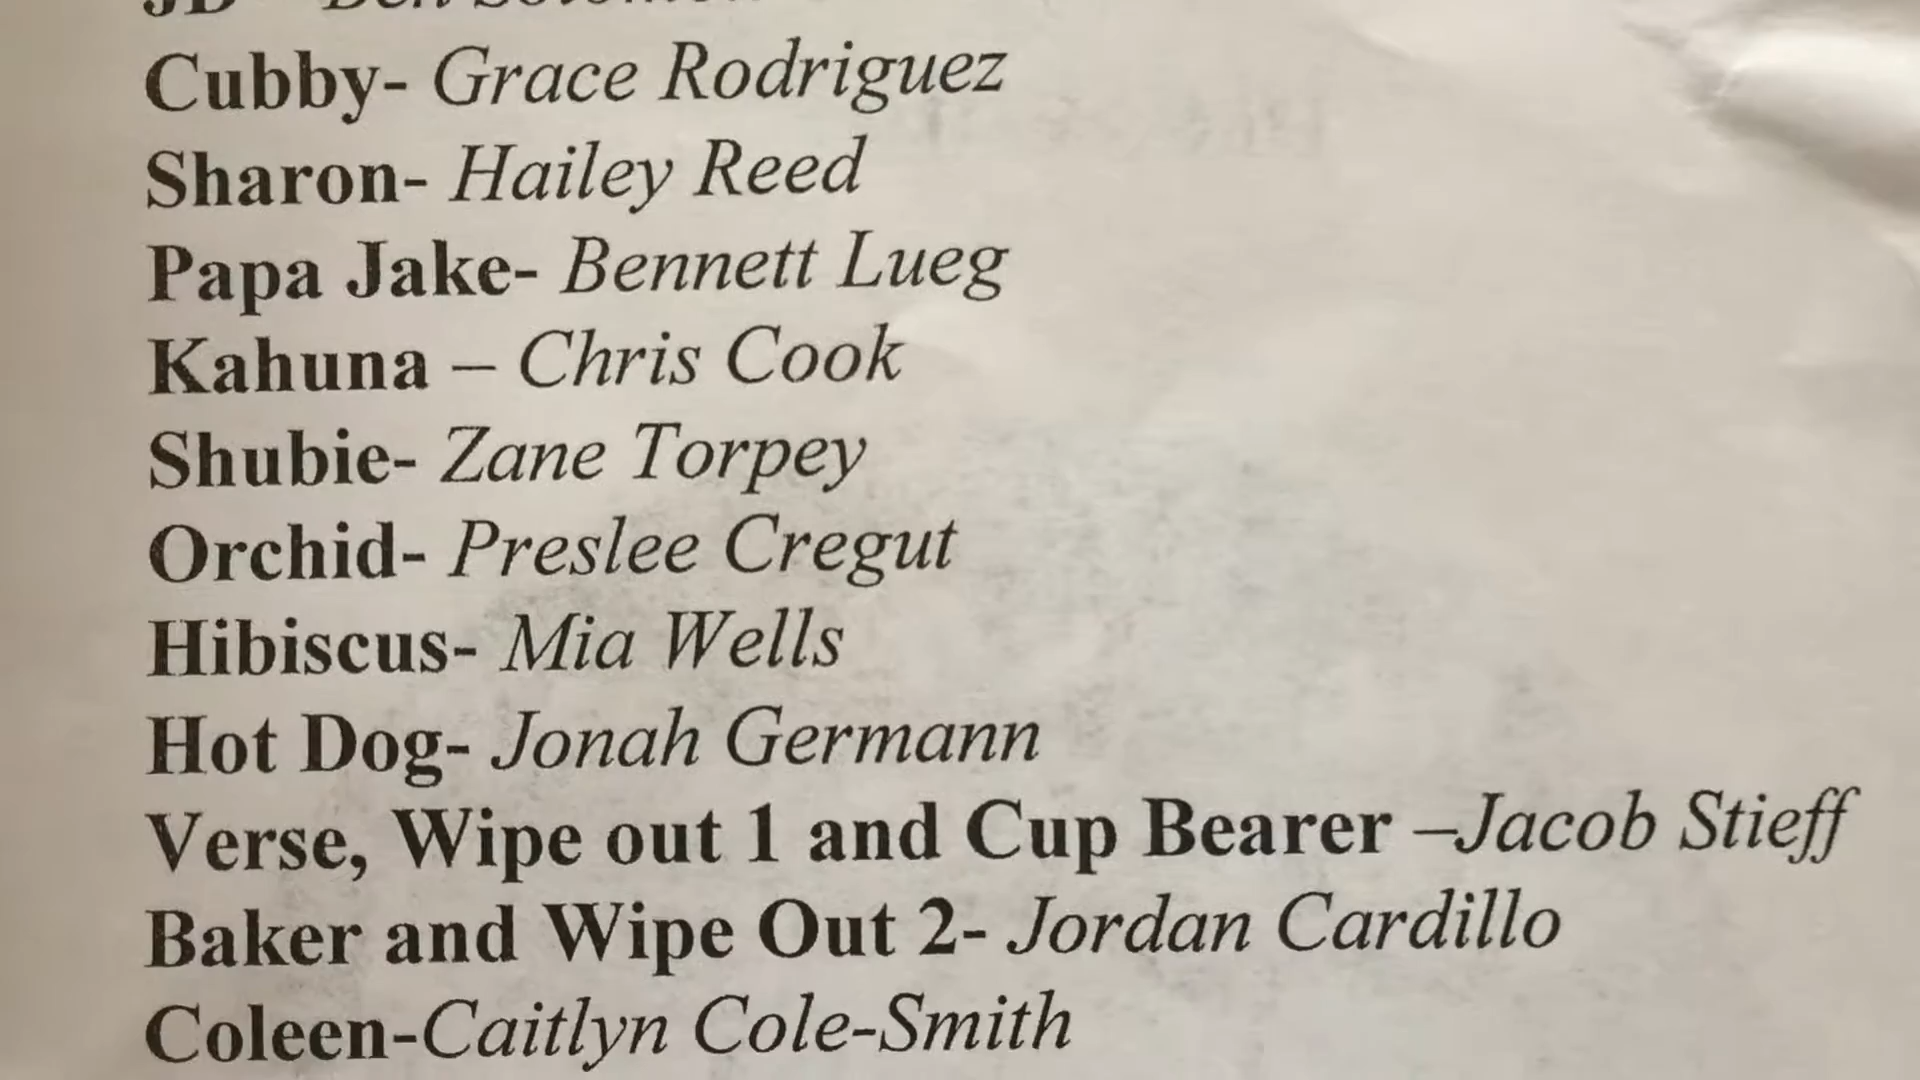 Cubby- Grace Rodriguez
Sharon- Hailey Reed
Papa Jake- Bennett Lueg
Kahuna – Chris Cook
Shubie- Zane Torpey
Orchid- Preslee Cregut
Hibiscus- Mia Wells
Hot Dog- Jonah Germann
Verse, Wipe out 1 and Cup Bearer –Jacob Stieff
Baker and Wipe Out 2- Jordan Cardillo
Coleen-Caitlyn Cole-Smith